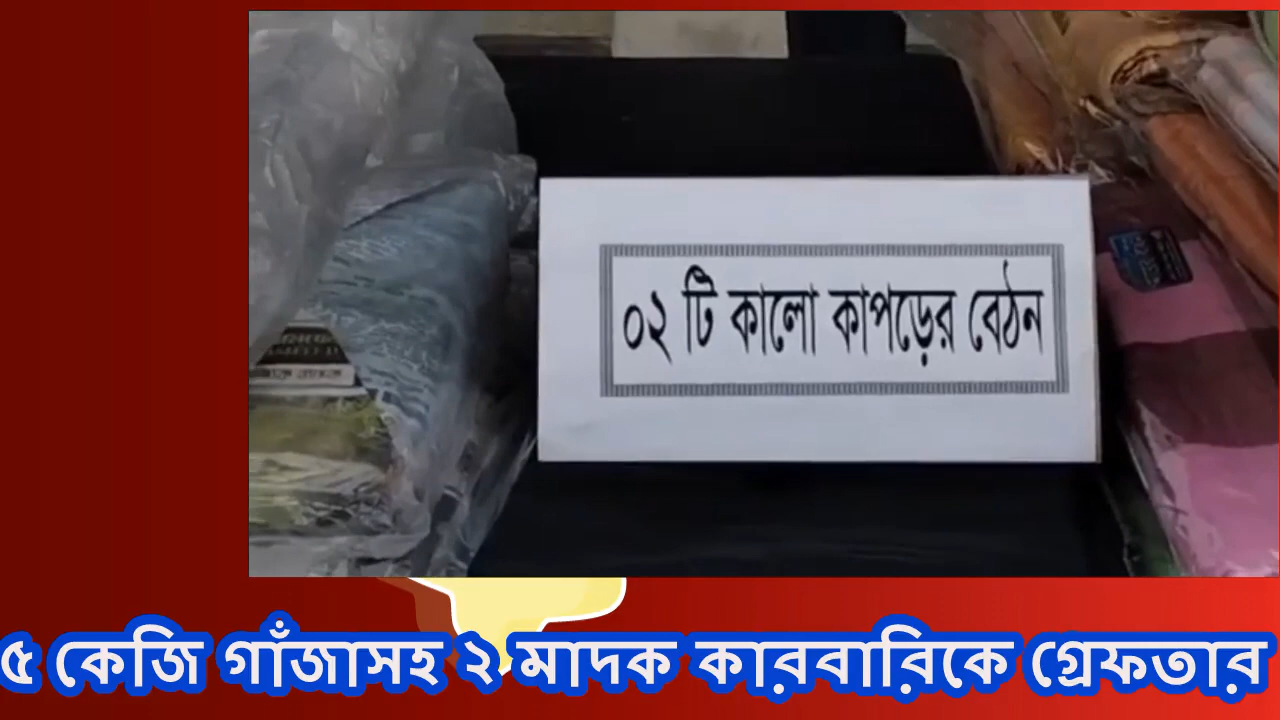 ০২ টি কালো কাপড়ের বেঠন
৫ কেজি গাঁজাসহ ২ মাদক কারবারিকে গ্রেফতার